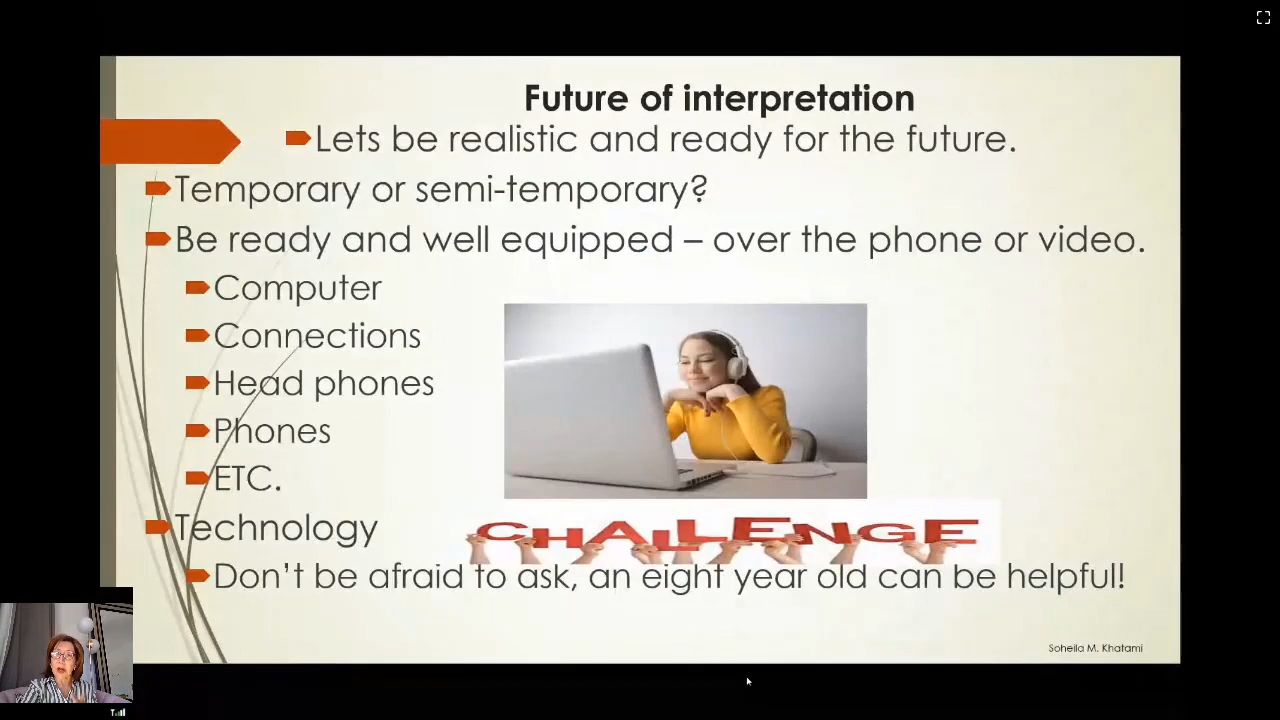 Future of interpretation
Lets be realistic and ready for the future.
Temporary or semi-temporary?
Be ready and well equipped – over the phone or video.
Computer
Connections
Head phones
Phones
ETC.
Technology
CHALLENGE
Don't be afraid to ask, an eight year old can be helpful!
Soheila M. Khatami